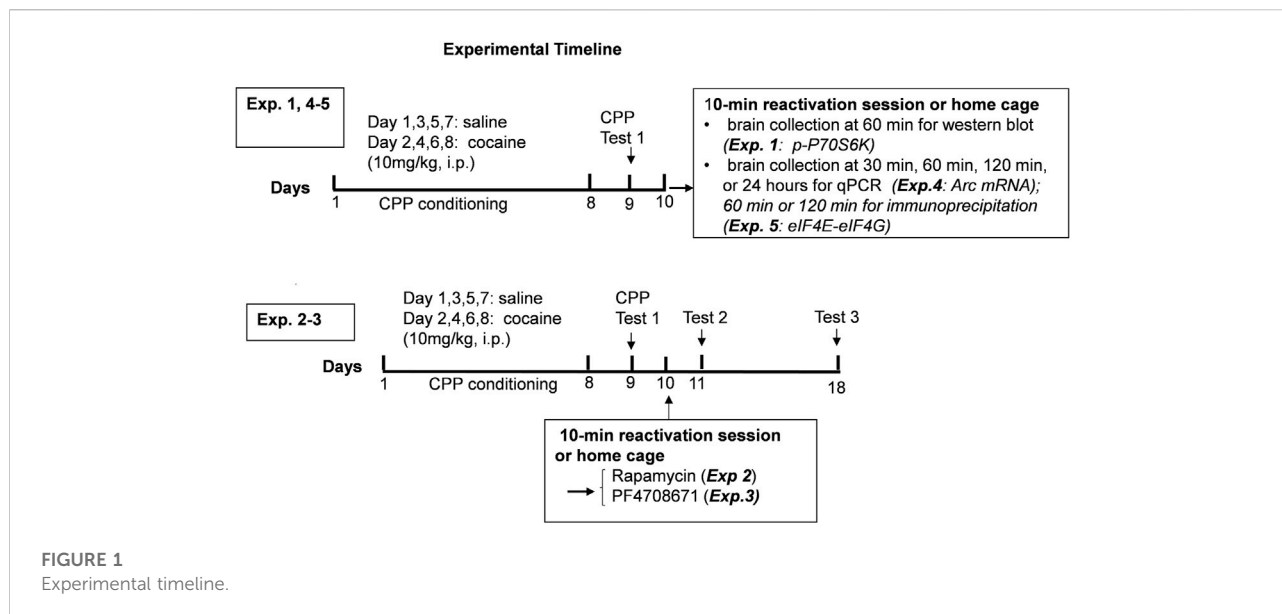 Experimental Timeline
Exp. 1, 4-5
Day 1,3,5,7: saline
Day 2,4,6,8: cocaine
(10mg/kg, i.p.)
CPP
Test 1
Days
1
8
9
10
CPP conditioning
10-min reactivation session or home cage
• brain collection at 60 min for western blot
(Exp. 1: p-P70S6K)
• brain collection at 30 min, 60 min, 120 min,
or 24 hours for qPCR (Exp.4: Arc mRNA);
60 min or 120 min for immunoprecipitation
(Exp. 5: eIF4E-eIF4G)
Exp. 2-3
Day 1,3,5,7: saline
Day 2,4,6,8: cocaine
(10mg/kg, i.p.)
CPP
Test 1
Test 2
Test 3
Days
1
CPP conditioning
8
9
10
11
18
10-min reactivation session
or home cage
Rapamycin (Exp 2)
PF4708671 (Exp.3)
FIGURE 1
Experimental timeline.